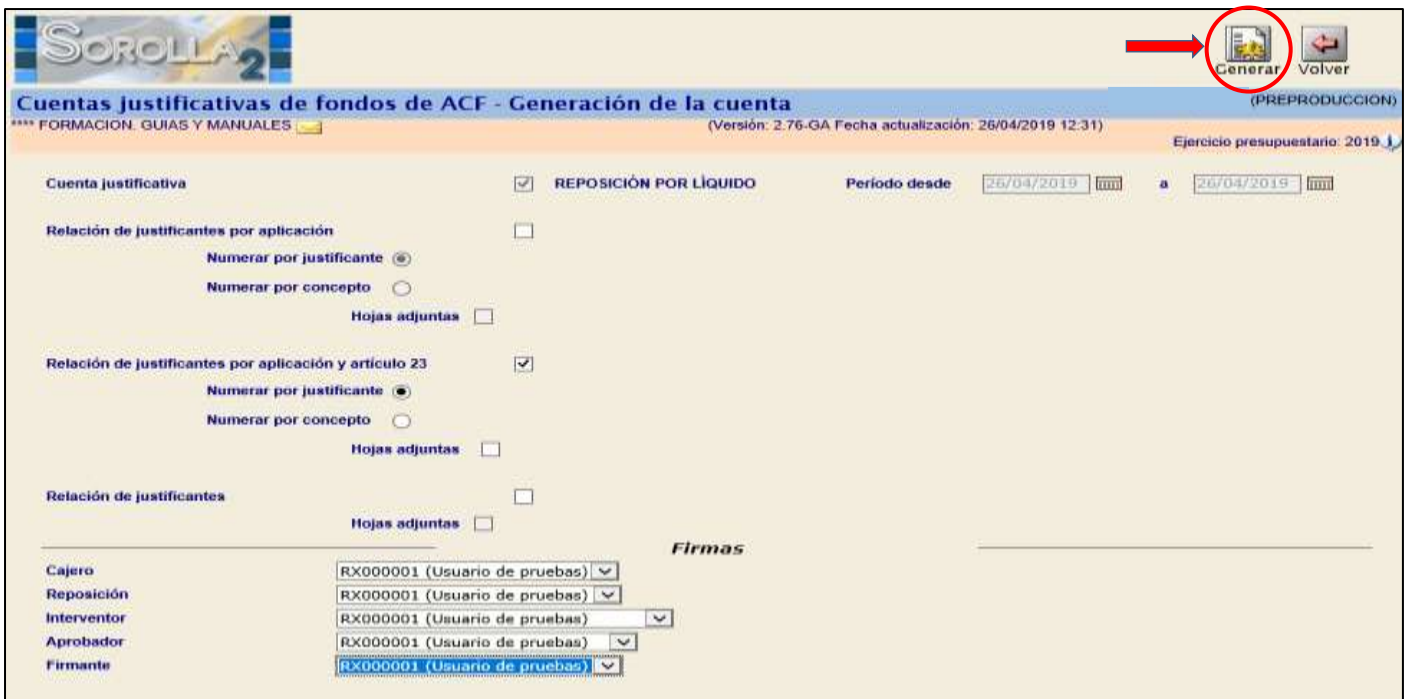 SOROLLA2
Generar Volver
Cuentas justificativas de fondos de ACF - Generación de la cuenta (PREPRODUCCION)
**** FORMACION. GUIAS Y MANUALES (Versión: 2.76-GA Fecha actualización: 26/04/2019 12:31)
Ejercicio presupuestario: 2019
Cuenta justificativa REPOSICIÓN POR LÌQUIDO Período desde 26/04/2019 a 26/04/2019
Relación de justificantes por aplicación
Numerar por justificante
Numerar por concepto
Hojas adjuntas
Relación de justificantes por aplicación y artículo 23
Numerar por justificante
Numerar por concepto
Hojas adjuntas
Relación de justificantes
Hojas adjuntas
Firmas
Cajero RX000001 (Usuario de pruebas)
Reposición RX000001 (Usuario de pruebas)
Interventor RX000001 (Usuario de pruebas)
Aprobador RX000001 (Usuario de pruebas)
Firmante RX000001 (Usuario de pruebas)